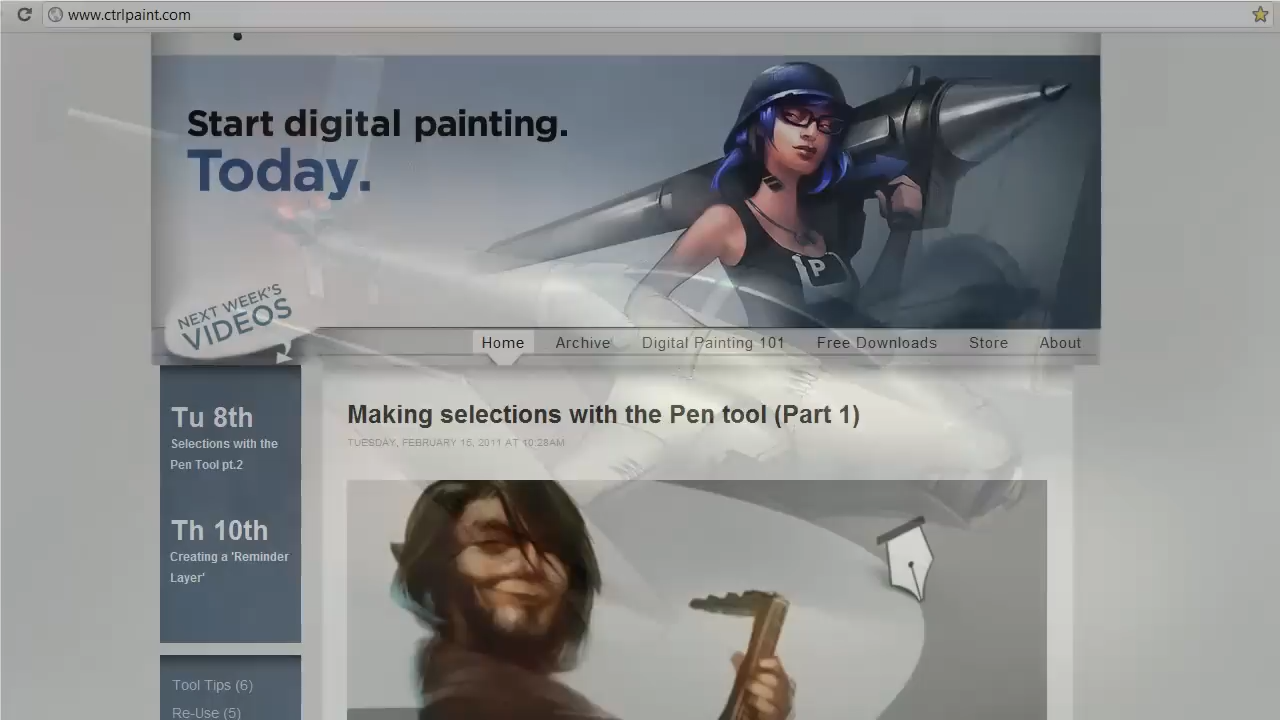 www.ctrlpaint.com
Start digital painting.
Today.
P
NEXT WEEK'S
VIDEOS
Home Archive Digital Painting 101 Free Downloads Store About
Tu 8th
Selections with the
Pen Tool pt.2
Th 10th
Creating a 'Reminder
Layer'
Tool Tips (6)
Re-Use (5)
Making selections with the Pen tool (Part 1)
TUESDAY, FEBRUARY 15, 2011 AT 10:28AM